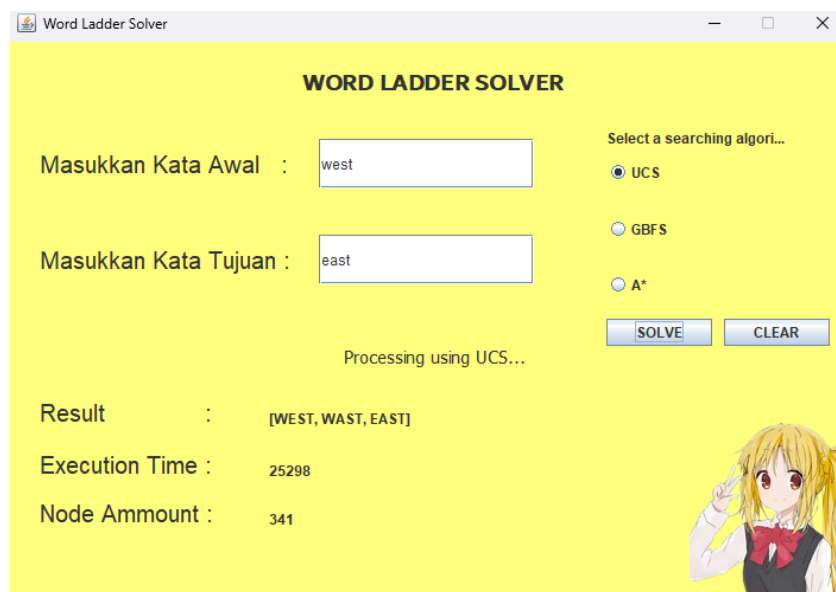 Word Ladder Solver
WORD LADDER SOLVER
Select a searching algori...
Masukkan Kata Awal :
west
UCS
GBFS
Masukkan Kata Tujuan :
east
A*
SOLVE
CLEAR
Processing using UCS...
Result :
[WEST, WAST, EAST]
Execution Time :
25298
Node Ammount :
341